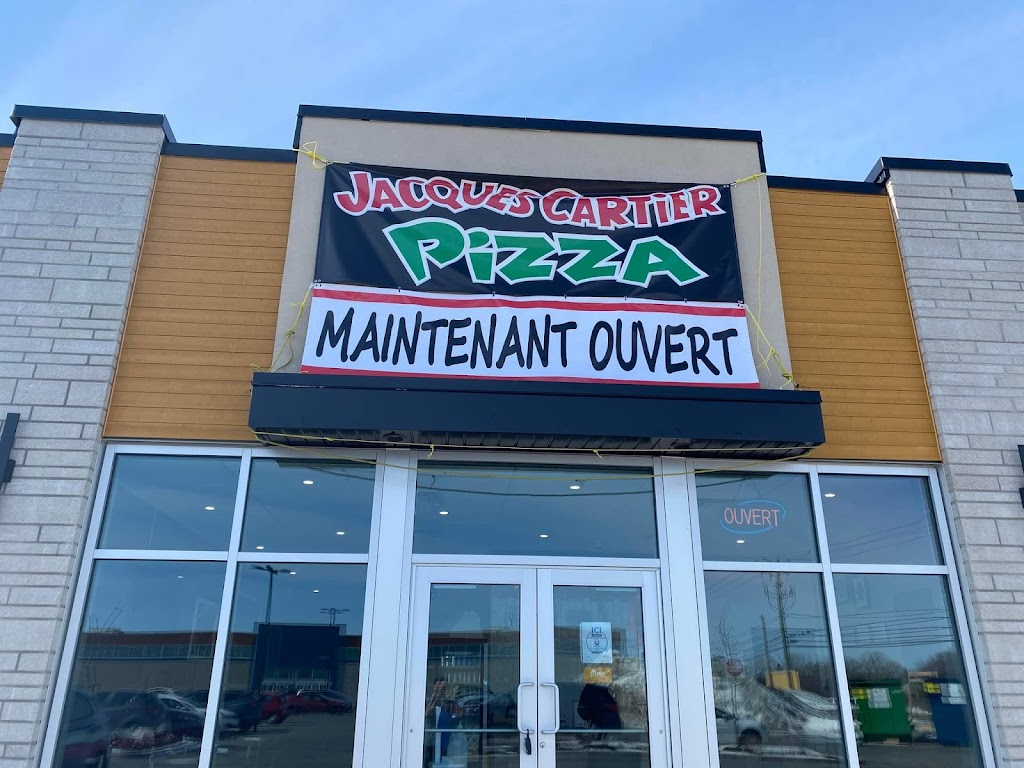 JACQUES CARTIER
PIZZA
MAINTENANT OUVERT
OUVERT
ICI